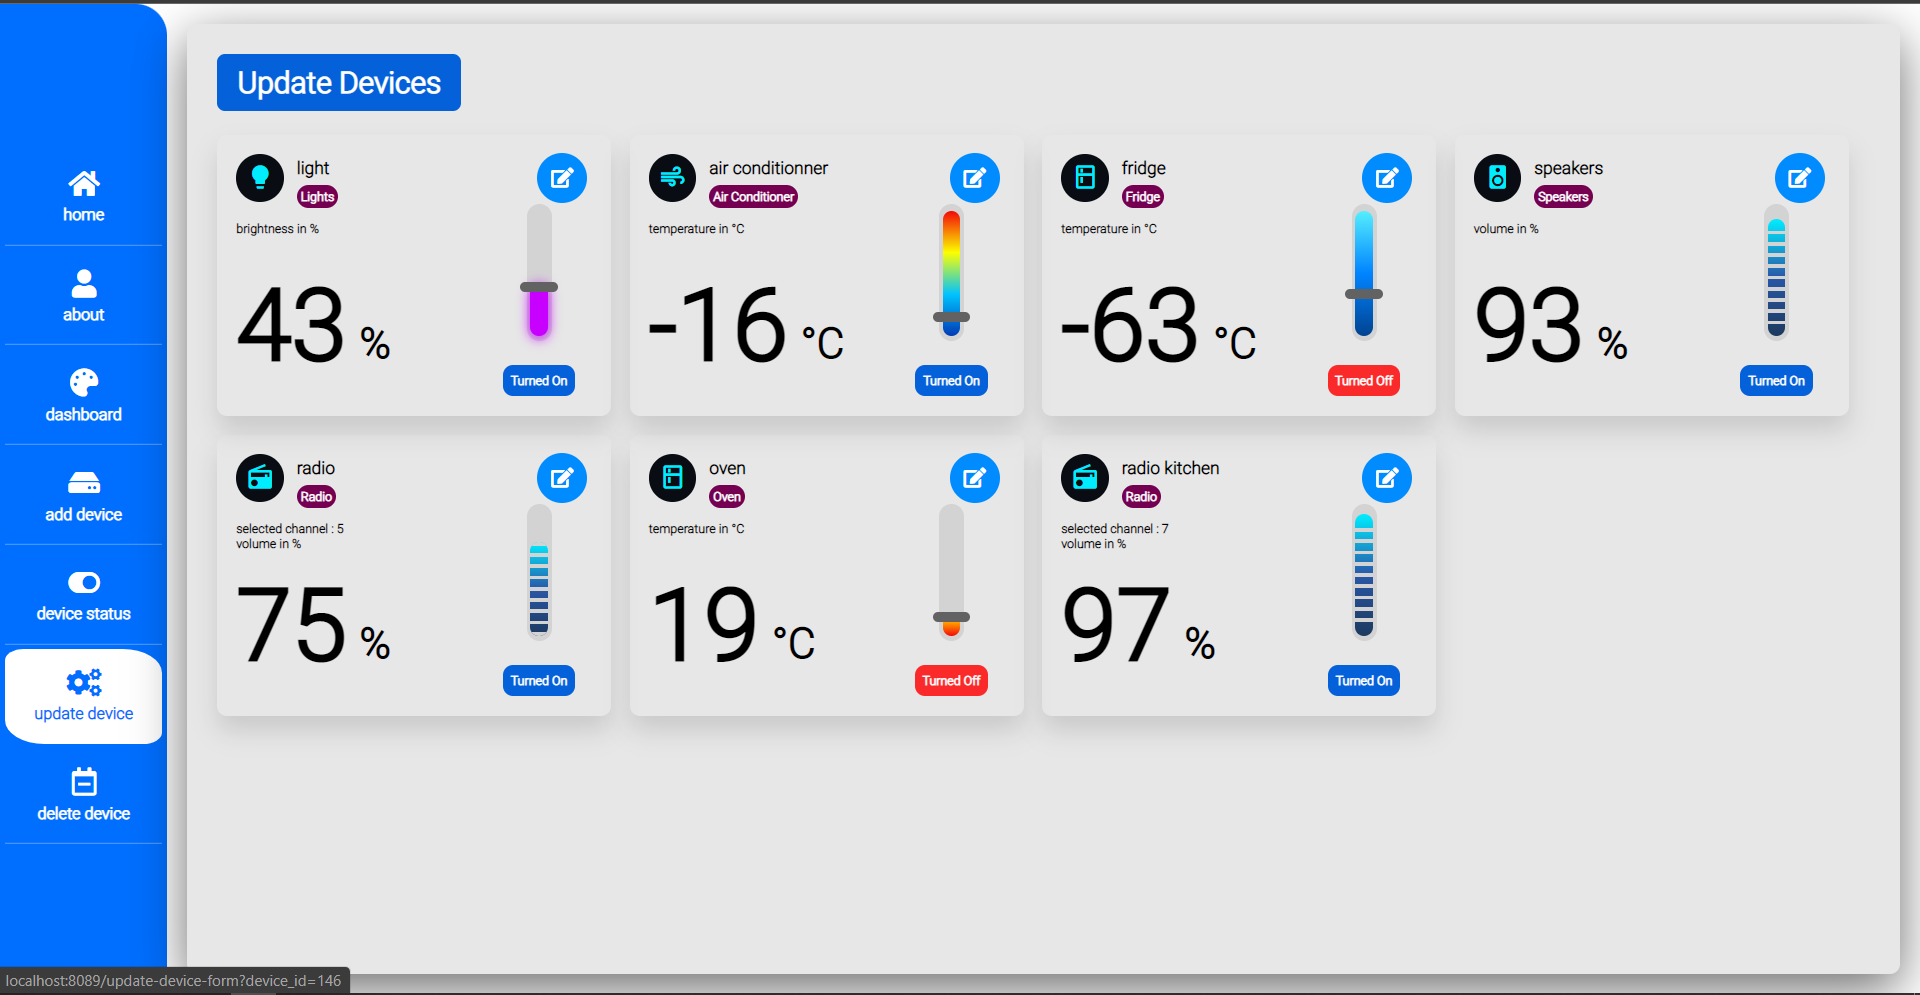 home
about
dashboard
add device
device status
update device
delete device
Update Devices
light
Lights
brightness in %
43 %
Turned On
air conditionner
Air Conditioner
temperature in °C
-16 °C
Turned On
fridge
Fridge
temperature in °C
-63 °C
Turned Off
speakers
Speakers
volume in %
93 %
Turned On
radio
Radio
selected channel : 5
volume in %
75 %
Turned On
oven
Oven
temperature in °C
19 °C
Turned Off
radio kitchen
Radio
selected channel : 7
volume in %
97 %
Turned On
localhost:8089/update-device-form?device_id=146